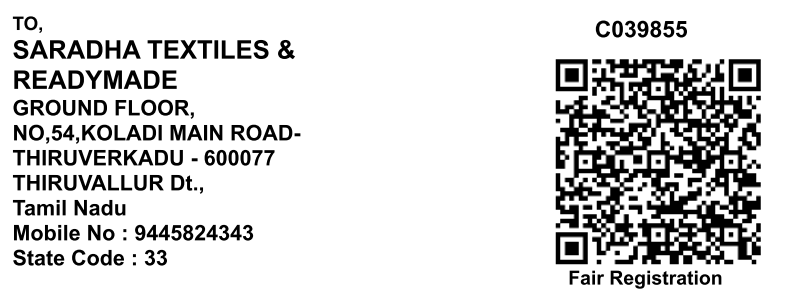 TO,
SARADHA TEXTILES &
READYMADE
GROUND FLOOR,
NO,54,KOLADI MAIN ROAD-
THIRUVERKADU - 600077
THIRUVALLUR Dt.,
Tamil Nadu
Mobile No : 9445824343
State Code : 33
C039855
Fair Registration